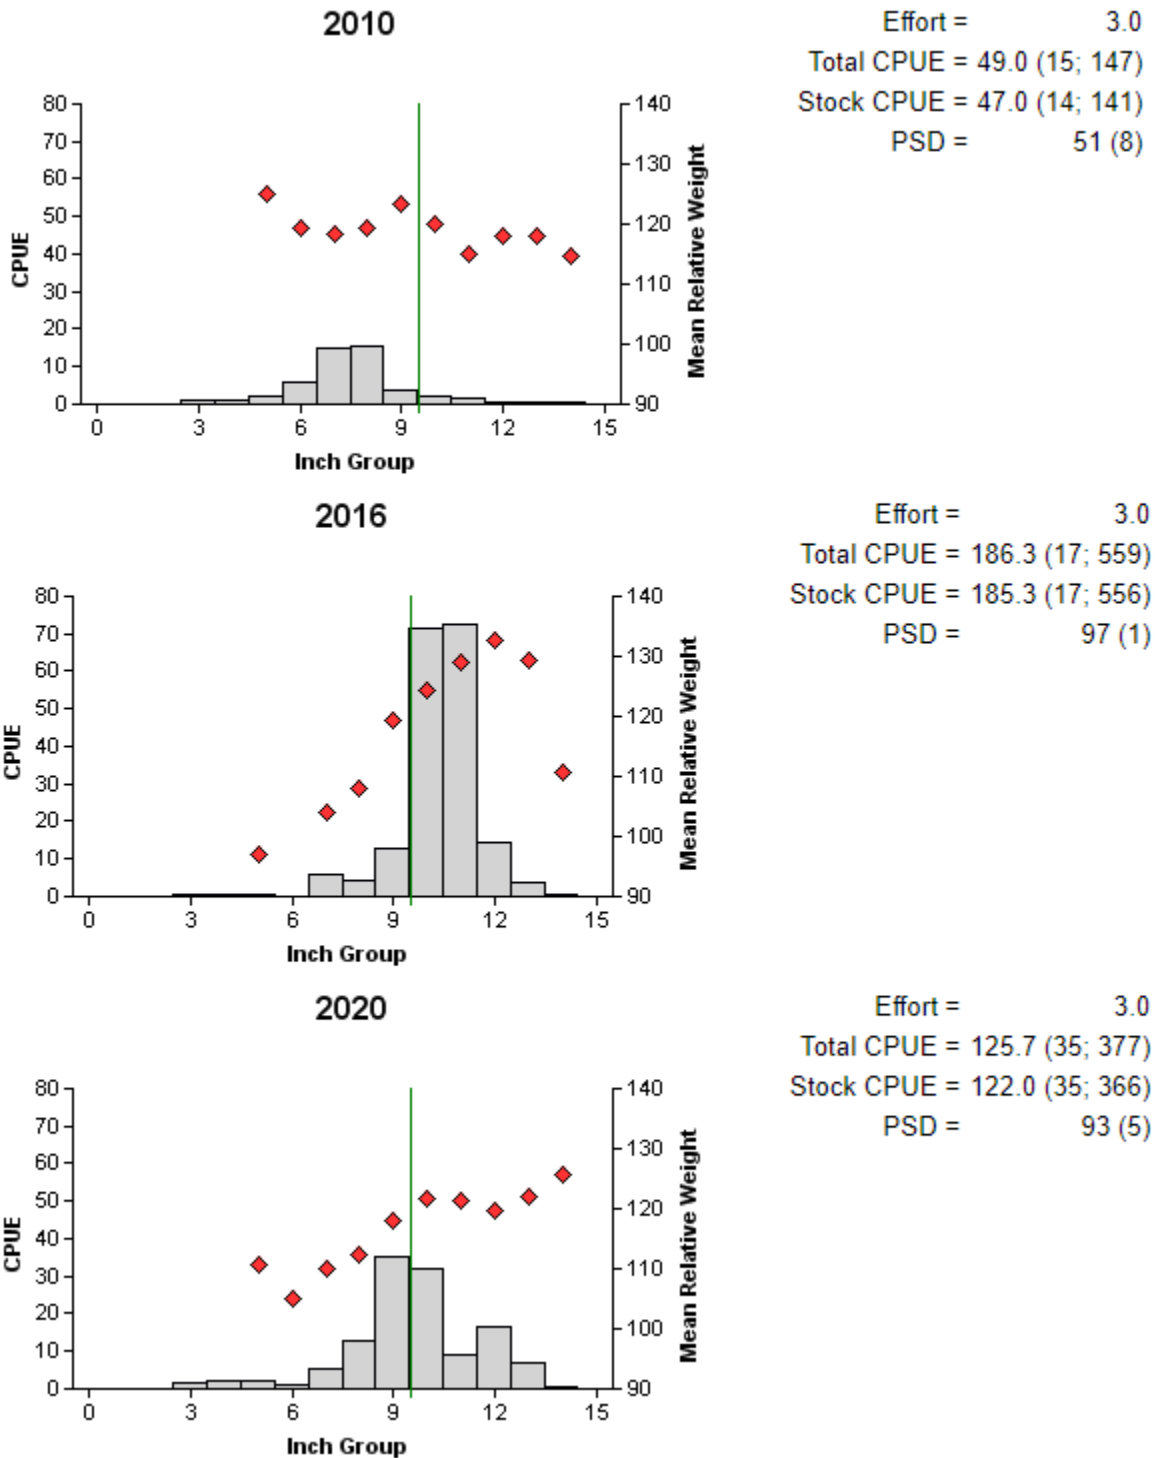 2010
Effort = 3.0
Total CPUE = 49.0 (15; 147)
Stock CPUE = 47.0 (14; 141)
PSD = 51 (8)
80 140
70
130
60
50 120
40
110
30
20 100
10
0 90
CPUE
Mean Relative Weight
0 3 6 9 12 15
Inch Group
2016
Effort = 3.0
Total CPUE = 186.3 (17; 559)
Stock CPUE = 185.3 (17; 556)
PSD = 97 (1)
80 140
70
130
60
50 120
40
110
30
20 100
10
0 90
CPUE
Mean Relative Weight
0 3 6 9 12 15
Inch Group
2020
Effort = 3.0
Total CPUE = 125.7 (35; 377)
Stock CPUE = 122.0 (35; 366)
PSD = 93 (5)
80 140
70
130
60
50 120
40
110
30
20 100
10
0 90
CPUE
Mean Relative Weight
0 3 6 9 12 15
Inch Group